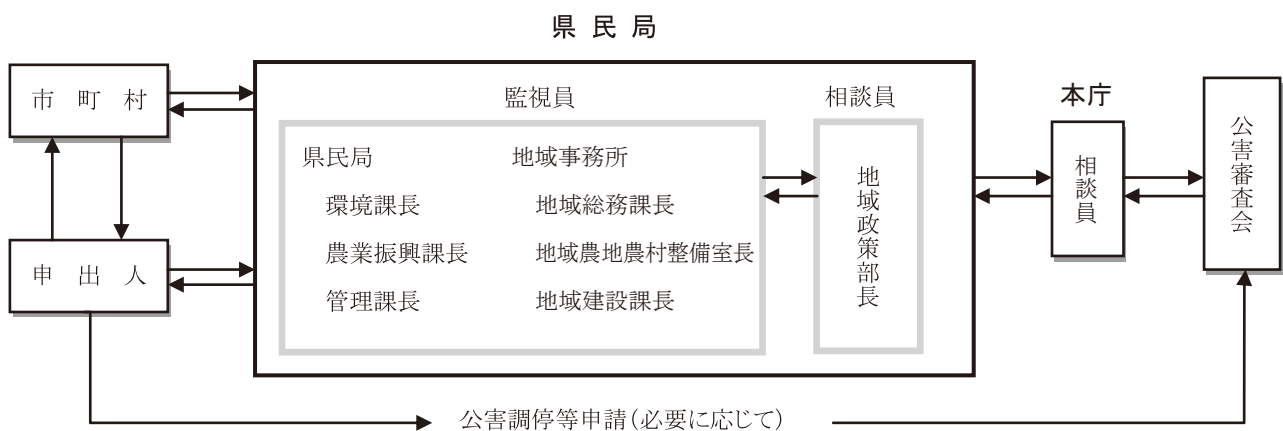 県民局
市町村
申出人
監視員
県民局
環境課長
農業振興課長
管理課長
地域事務所
地域総務課長
地域農地農村整備室長
地域建設課長
相談員
地域政策部長
本庁
相談員
公害審査会
公害調停等申請(必要に応じて)